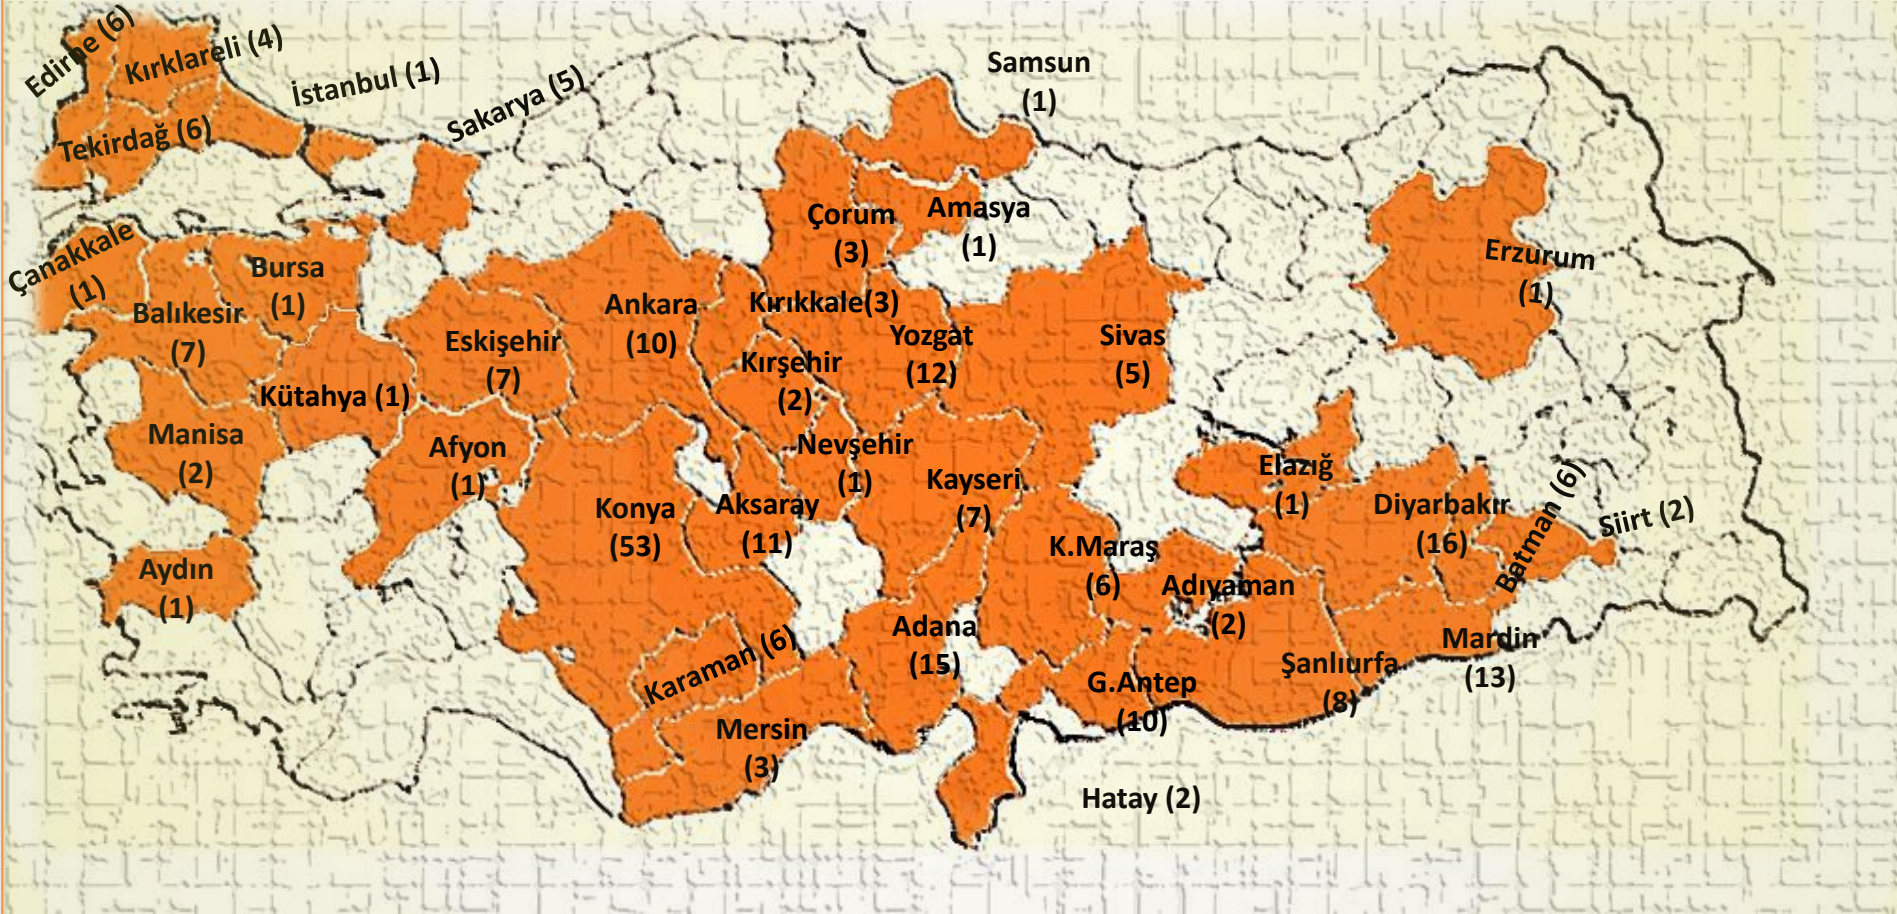 Edirne (6)
Kırklareli (4)
İstanbul (1)
Sakarya (5)
Samsun
(1)
Tekirdağ (6)
Çanakkale
(1)
Balıkesir
(7)
Bursa
(1)
Kütahya (1)
Eskişehir
(7)
Ankara
(10)
Çorum
(3)
Amasya
(1)
Kırıkkale(3)
Yozgat
(12)
Kırşehir
(2)
Sivas
(5)
Erzurum
(1)
Manisa
(2)
Afyon
(1)
Nevşehir
(1)
Kayseri
(7)
Konya
(53)
Aksaray
(11)
Elazığ
(1)
Diyarbakır
(16)
Batman (6)
Siirt (2)
Aydın
(1)
K.Maraş
(6)
Adıyaman
(2)
Adana
(15)
Karaman (6)
Mersin
(3)
G.Antep
(10)
Şanlıurfa
(8)
Mardin
(13)
Hatay (2)